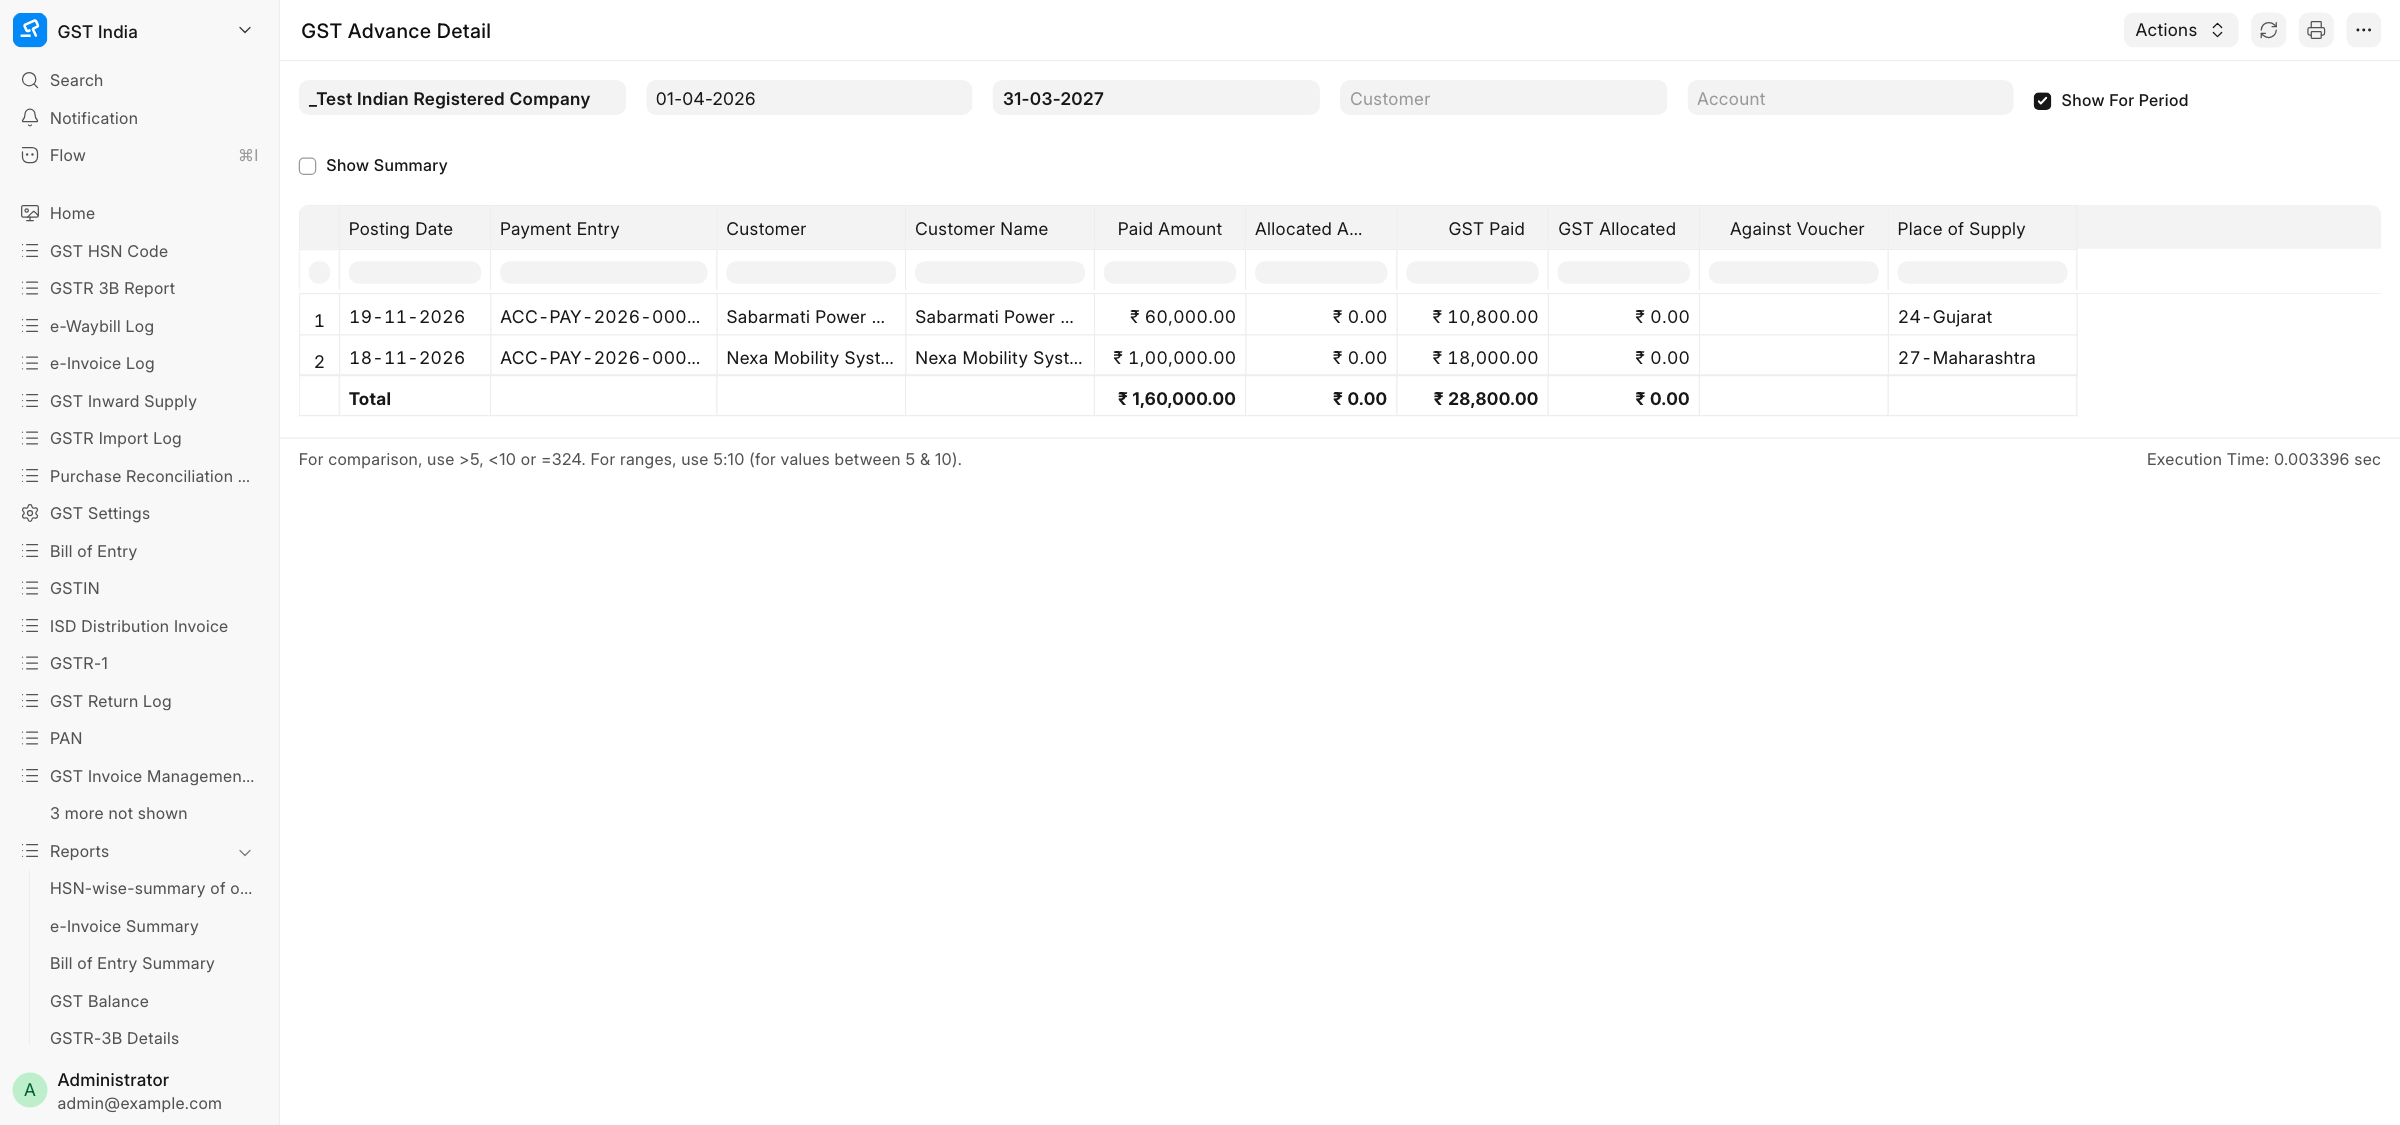 GST India
Search
Notification
Flow ⌘I
Home
GST HSN Code
GSTR 3B Report
e-Waybill Log
e-Invoice Log
GST Inward Supply
GSTR Import Log
Purchase Reconciliation ...
GST Settings
Bill of Entry
GSTIN
ISD Distribution Invoice
GSTR-1
GST Return Log
PAN
GST Invoice Managemen...
3 more not shown
Reports
HSN-wise-summary of o...
e-Invoice Summary
Bill of Entry Summary
GST Balance
GSTR-3B Details
A Administrator
admin@example.com
GST Advance Detail Actions
_Test Indian Registered Company 01-04-2026 31-03-2027 Customer Account Show For Period
Show Summary
Posting Date Payment Entry Customer Customer Name Paid Amount Allocated A... GST Paid GST Allocated Against Voucher Place of Supply
1 19-11-2026 ACC-PAY-2026-000... Sabarmati Power ... Sabarmati Power ... ₹ 60,000.00 ₹ 0.00 ₹ 10,800.00 ₹ 0.00 24-Gujarat
2 18-11-2026 ACC-PAY-2026-000... Nexa Mobility Syst... Nexa Mobility Syst... ₹ 1,00,000.00 ₹ 0.00 ₹ 18,000.00 ₹ 0.00 27-Maharashtra
Total ₹ 1,60,000.00 ₹ 0.00 ₹ 28,800.00 ₹ 0.00
For comparison, use >5, <10 or =324. For ranges, use 5:10 (for values between 5 & 10). Execution Time: 0.003396 sec